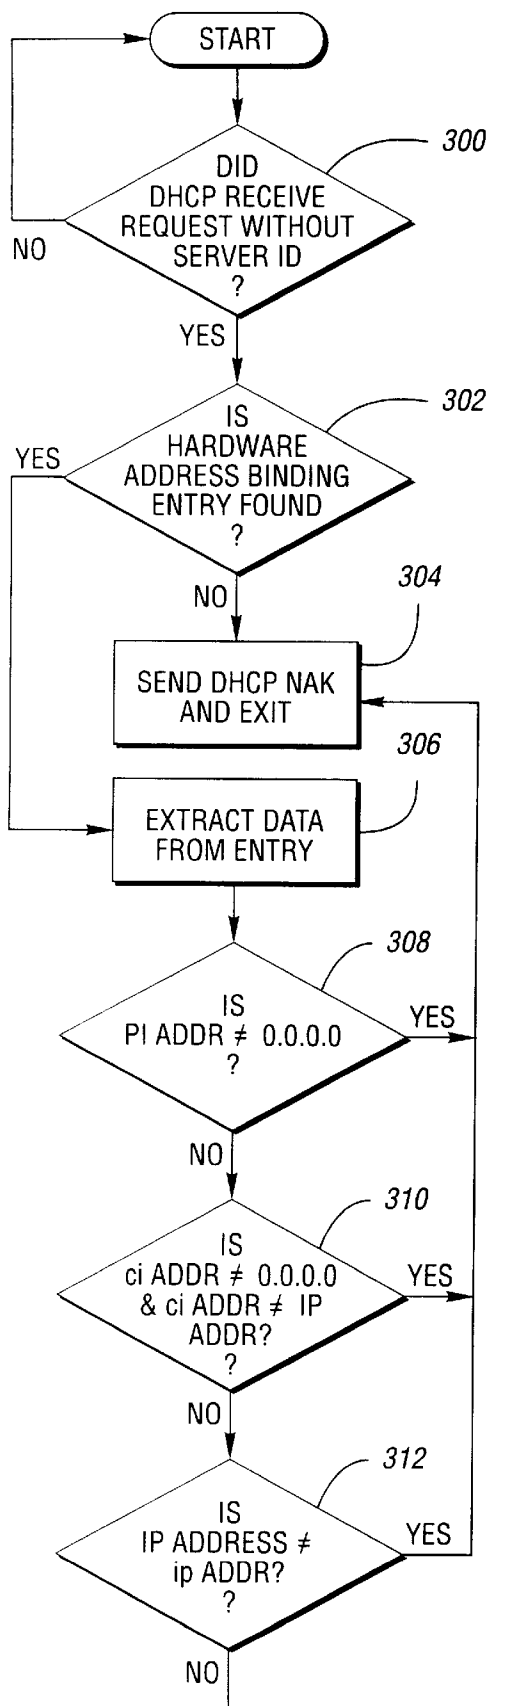 START
300
DID
DHCP RECEIVE
REQUEST WITHOUT
SERVER ID
?
NO
YES
302
IS
HARDWARE
ADDRESS BINDING
ENTRY FOUND
?
YES
NO
304
SEND DHCP NAK
AND EXIT
306
EXTRACT DATA
FROM ENTRY
308
IS
PI ADDR ≠ 0.0.0.0
?
YES
NO
310
IS
ci ADDR ≠ 0.0.0.0
& ci ADDR ≠ IP
ADDR?
?
YES
NO
312
IS
IP ADDRESS ≠
ip ADDR?
?
YES
NO